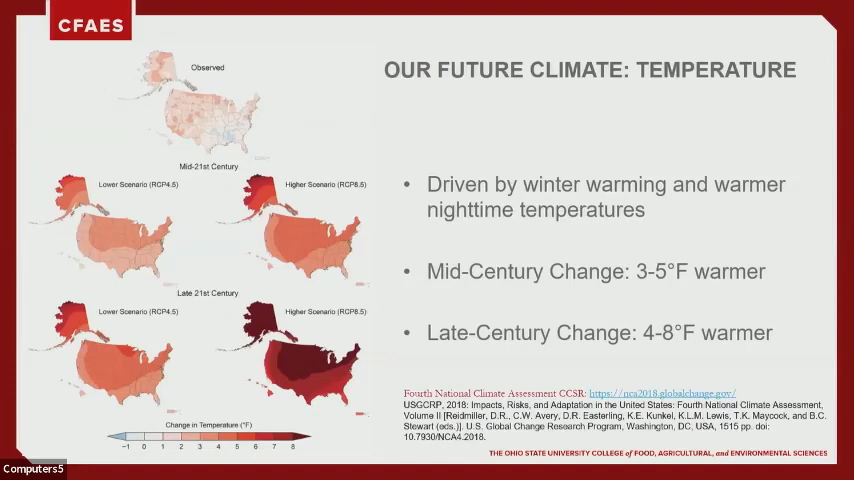 CFAES
OUR FUTURE CLIMATE: TEMPERATURE
Observed
Mid-21st Century
Lower Scenario (RCP4.5)
Higher Scenario (RCP8.5)
Late 21st Century
Lower Scenario (RCP4.5)
Higher Scenario (RCP8.5)
Change in Temperature (°F)
−1 0 1 2 3 4 5 6 7 8
• Driven by winter warming and warmer
nighttime temperatures
• Mid-Century Change: 3-5°F warmer
• Late-Century Change: 4-8°F warmer
Fourth National Climate Assessment CCSR: https://nca2018.globalchange.gov/
USGCRP, 2018: Impacts, Risks, and Adaptation in the United States: Fourth National Climate Assessment,
Volume II [Reidmiller, D.R., C.W. Avery, D.R. Easterling, K.E. Kunkel, K.L.M. Lewis, T.K. Maycock, and B.C.
Stewart (eds.)]. U.S. Global Change Research Program, Washington, DC, USA, 1515 pp. doi:
10.7930/NCA4.2018.
THE OHIO STATE UNIVERSITY COLLEGE of FOOD, AGRICULTURAL, and ENVIRONMENTAL SCIENCES
Computers5